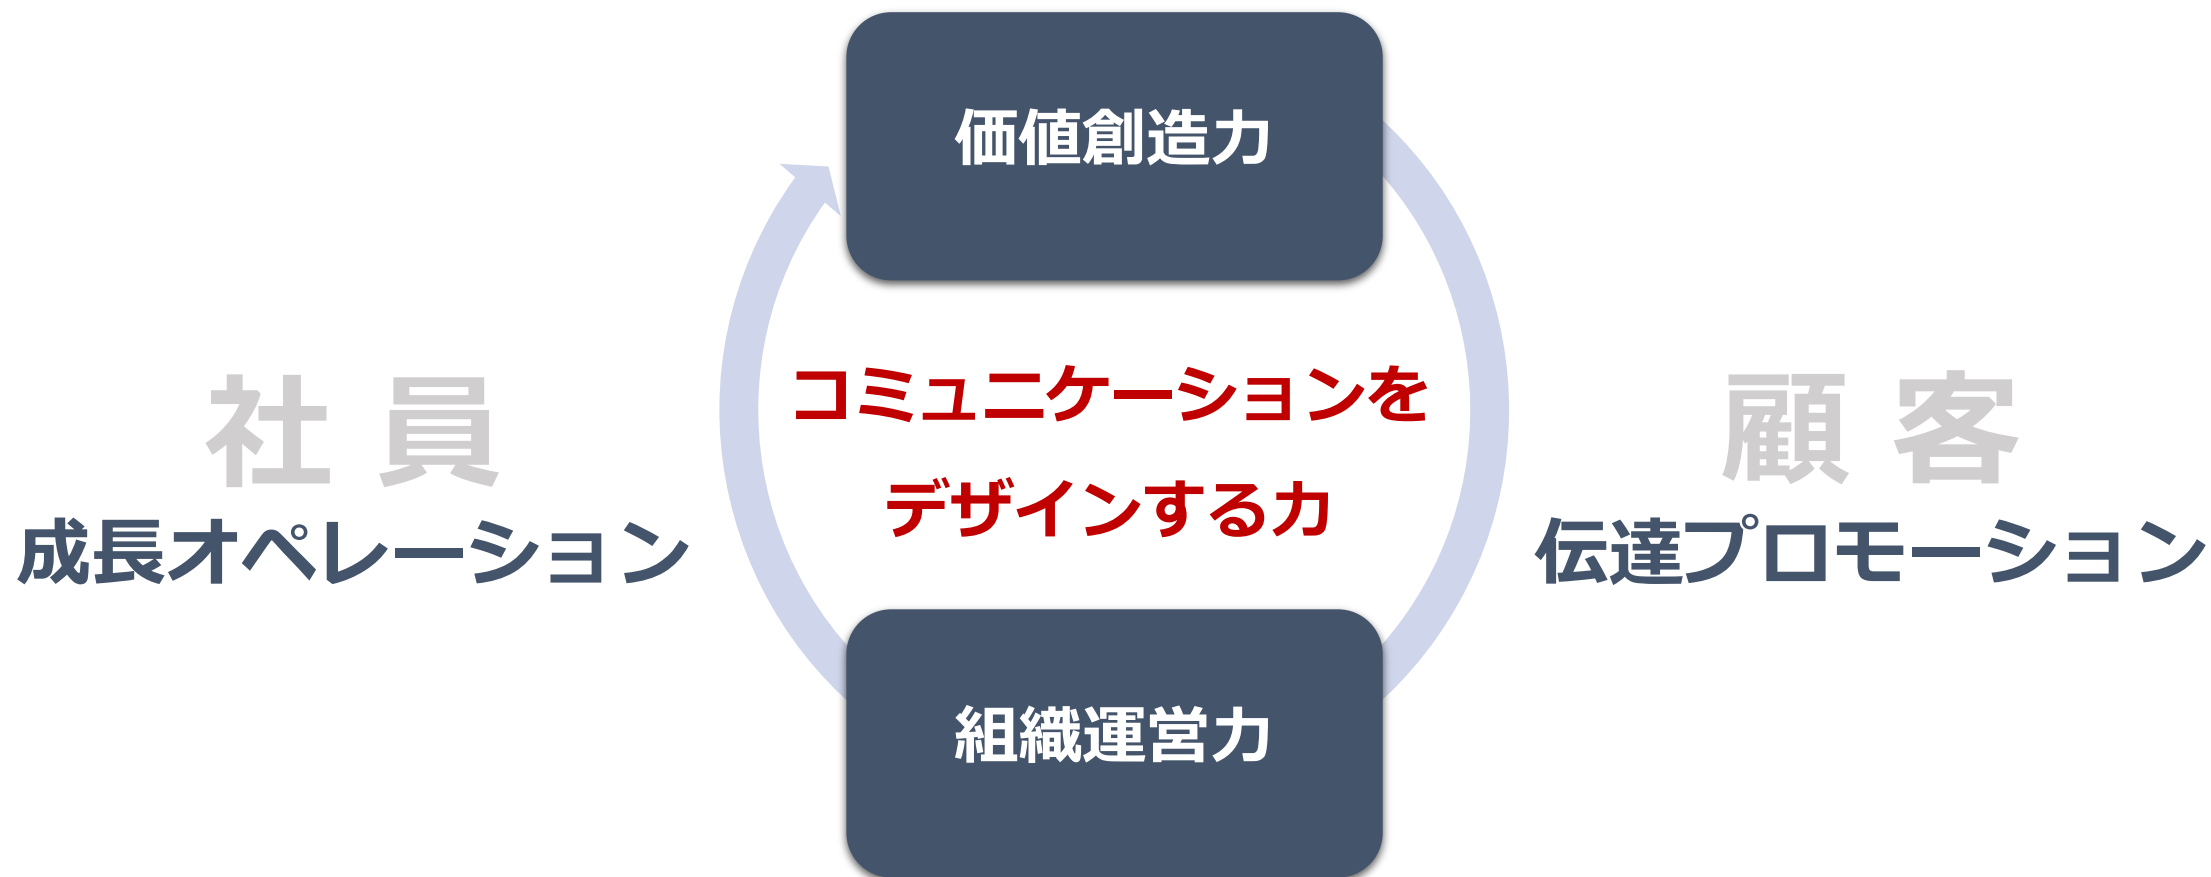 価値創造力
コミュニケーションを
デザインする力
社員
成長オペレーション
顧客
伝達プロモーション
組織運営力